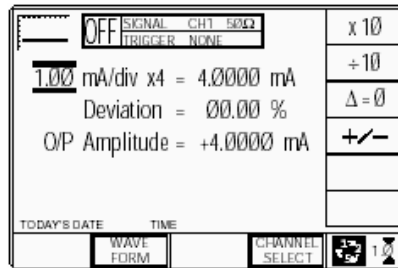 OFF SIGNAL CH1 50Ω
TRIGGER NONE
x 10
÷ 10
Δ = 0
+/−
1.00 mA/div x4 = 4.0000 mA
Deviation = 00.00 %
O/P Amplitude = +4.0000 mA
TODAY'S DATE TIME
WAVE FORM
CHANNEL SELECT
1.0